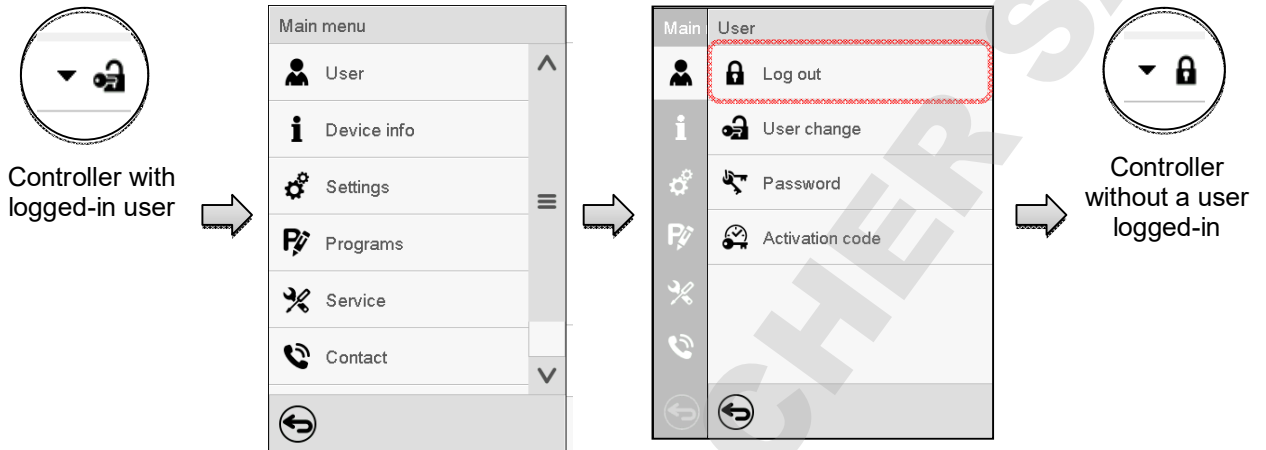 Controller with
logged-in user
Main menu
User
Device info
Settings
Programs
Service
Contact
Main
User
Log out
User change
Password
Activation code
Controller
without a user
logged-in